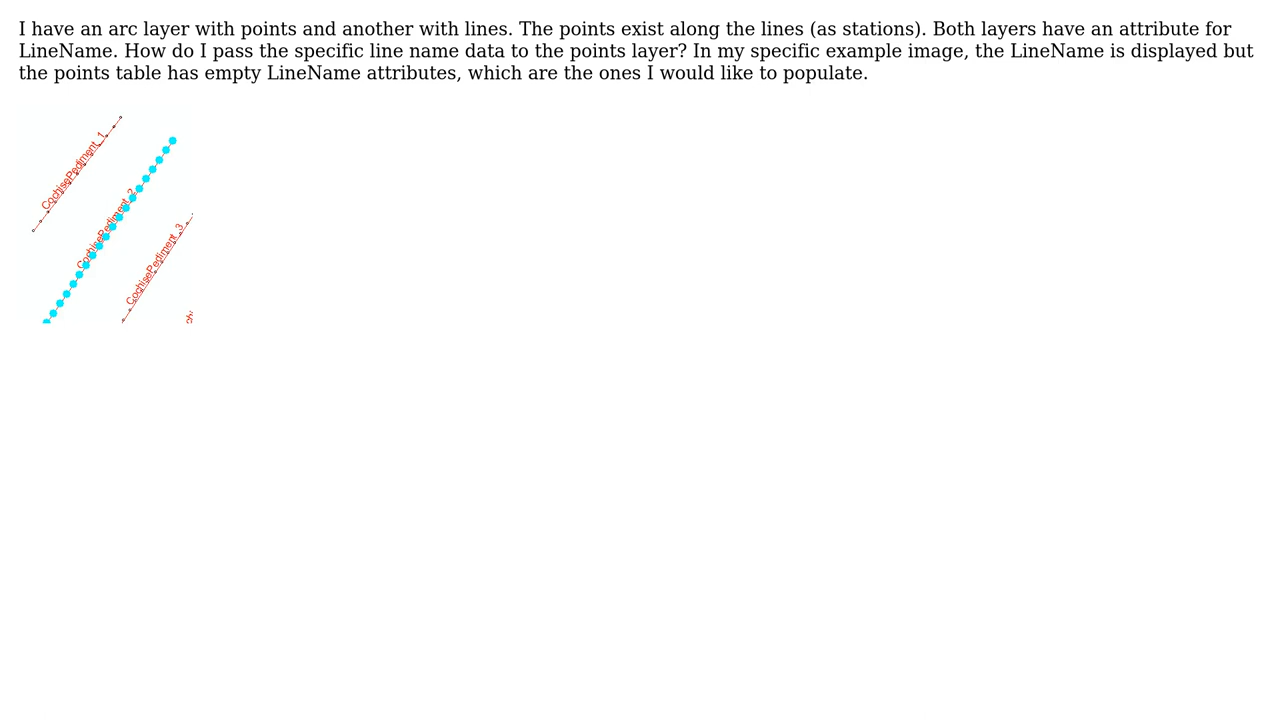 I have an arc layer with points and another with lines. The points exist along the lines (as stations). Both layers have an attribute for
LineName. How do I pass the specific line name data to the points layer? In my specific example image, the LineName is displayed but
the points table has empty LineName attributes, which are the ones I would like to populate.
CochisePediment_1
CochisePediment_2
CochisePediment_3